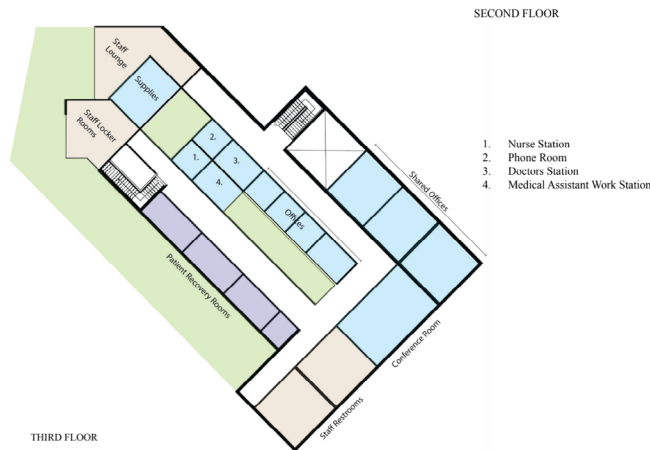 SECOND FLOOR
Staff
Lounge
Supplies
Staff Locker
Rooms
1.
2.
3.
4.
Offices
Shared Offices
Patient Recovery Rooms
Conference Room
Staff Restrooms
1. Nurse Station
2. Phone Room
3. Doctors Station
4. Medical Assistant Work Station
THIRD FLOOR